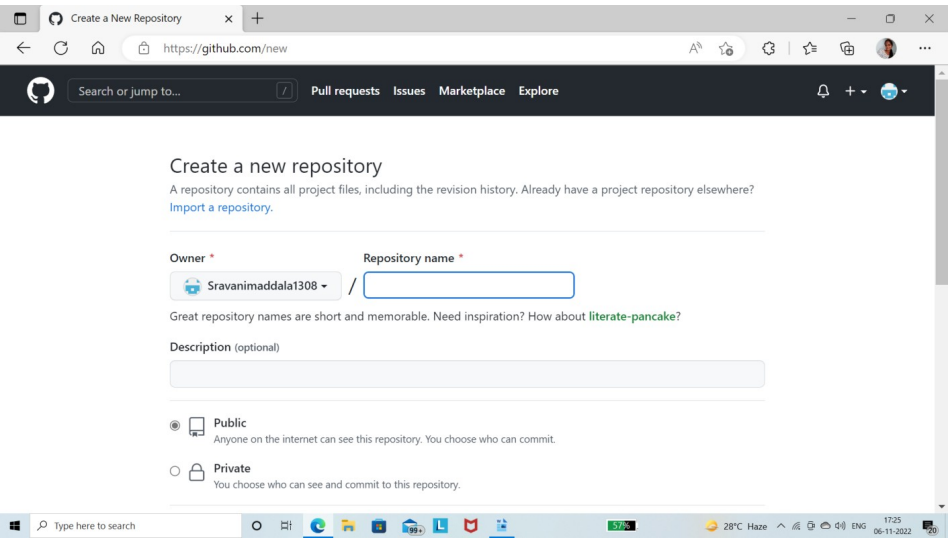 Create a New Repository
https://github.com/new
Search or jump to... / Pull requests Issues Marketplace Explore
Create a new repository
A repository contains all project files, including the revision history. Already have a project repository elsewhere?
Import a repository.
Owner * Repository name *
Sravanimaddala1308 /
Great repository names are short and memorable. Need inspiration? How about literate-pancake?
Description (optional)
Public
Anyone on the internet can see this repository. You choose who can commit.
Private
You choose who can see and commit to this repository.
Type here to search 99+ L 57% 28°C Haze ENG 17:25 20
06-11-2022